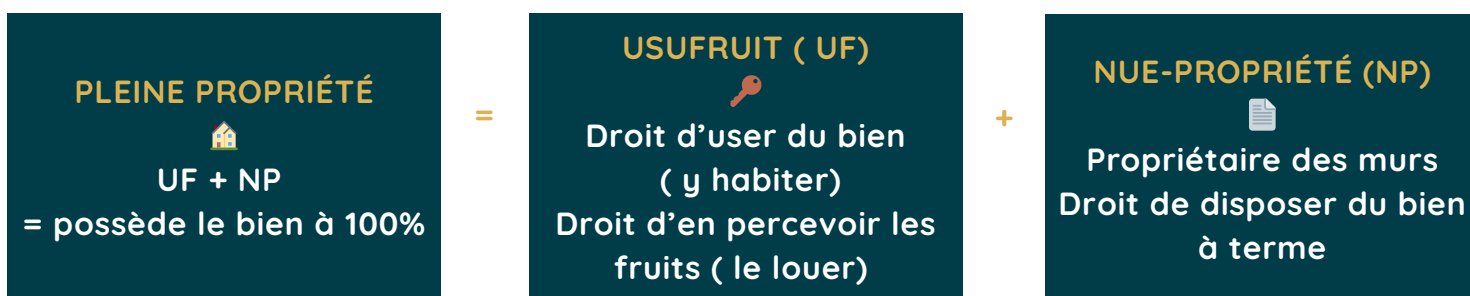 PLEINE PROPRIÉTÉ
UF + NP
= possède le bien à 100%
=
USUFRUIT ( UF)
Droit d’user du bien
( y habiter)
Droit d’en percevoir les
fruits ( le louer)
+
NUE-PROPRIÉTÉ (NP)
Propriétaire des murs
Droit de disposer du bien
à terme